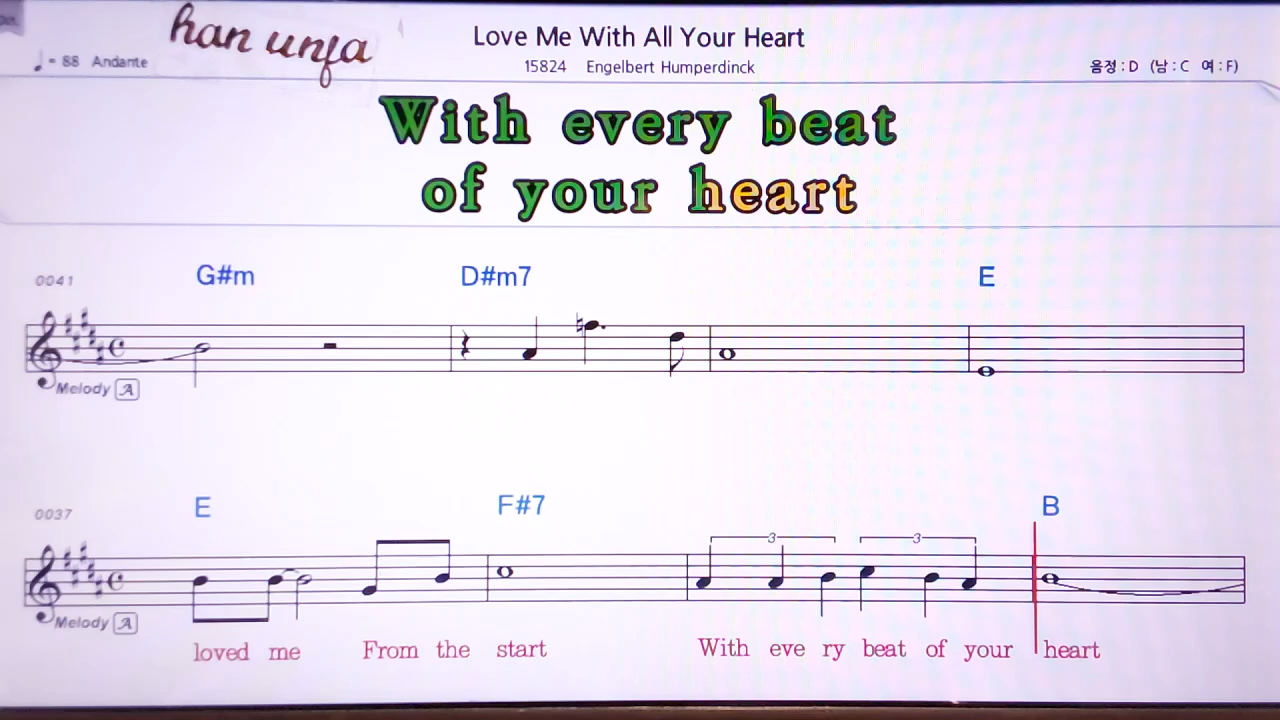 han unja
Love Me With All Your Heart
♩= 88 Andante
15824 Engelbert Humperdinck
음정 : D (남 : C 여 : F)
With every beat
of your heart
0041 G#m D#m7 E
Melody A
0037 E F#7 B
3 3
Melody A
loved me From the start With eve ry beat of your heart